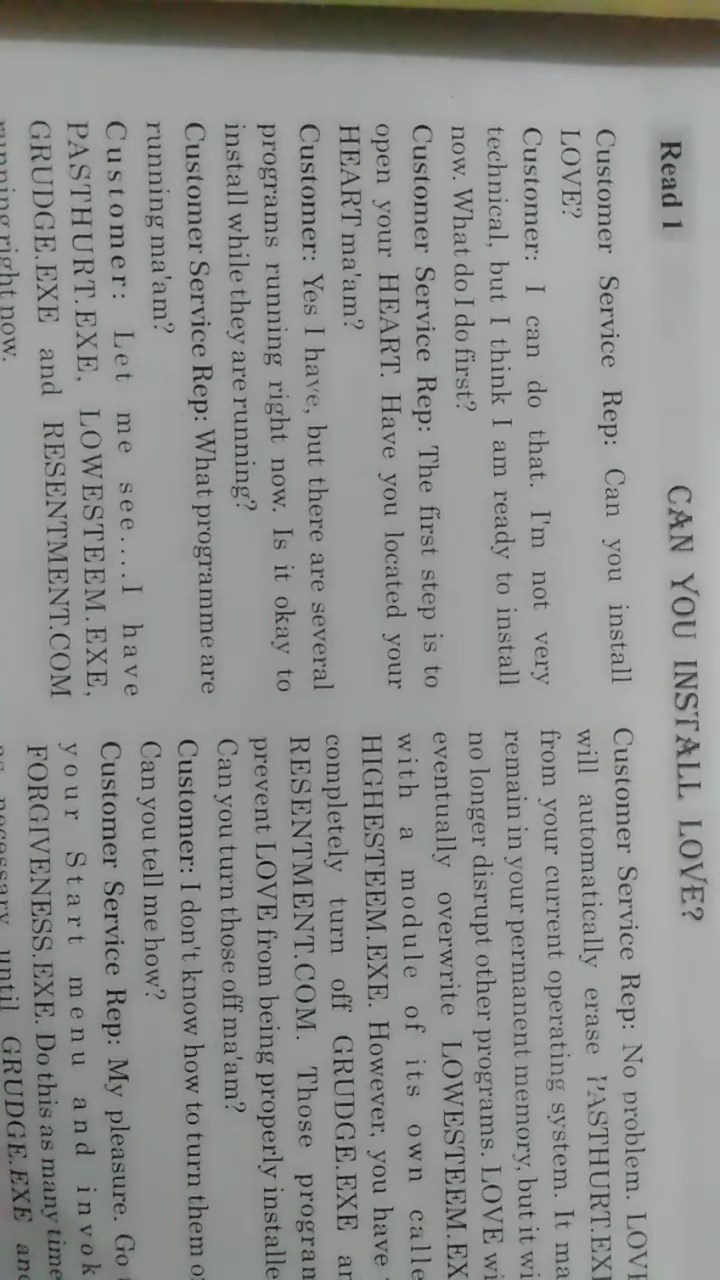 Read 1
CAN YOU INSTALL LOVE?
Customer Service Rep: Can you install
LOVE?
Customer: I can do that. I'm not very
technical, but I think I am ready to install
now. What do I do first?
Customer Service Rep: The first step is to
open your HEART. Have you located your
HEART ma'am?
Customer: Yes I have, but there are several
programs running right now. Is it okay to
install while they are running?
Customer Service Rep: What programme are
running ma'am?
Customer: Let me see....I have
PASTHURT.EXE, LOWESTEEM.EXE,
GRUDGE.EXE and RESENTMENT.COM
running right now.
Customer Service Rep: No problem.
will automatically erase
from your current operating system. It
remain in your permanent memory, but it
no longer disrupt other programs. LOVE
eventually overwrite
with a module of its own
HIGHESTEEM.EXE. However, you have
completely turn off GRUDGE.EXE
RESENTMENT.COM. Those
prevent LOVE from being properly
Can you turn those off ma'am?
Customer: I don't know how to turn them
Can you tell me how?
Customer Service Rep: My pleasure. Go
your Start menu and
FORGIVENESS.EXE. Do this as many
necessary until GRUDGE.EXE